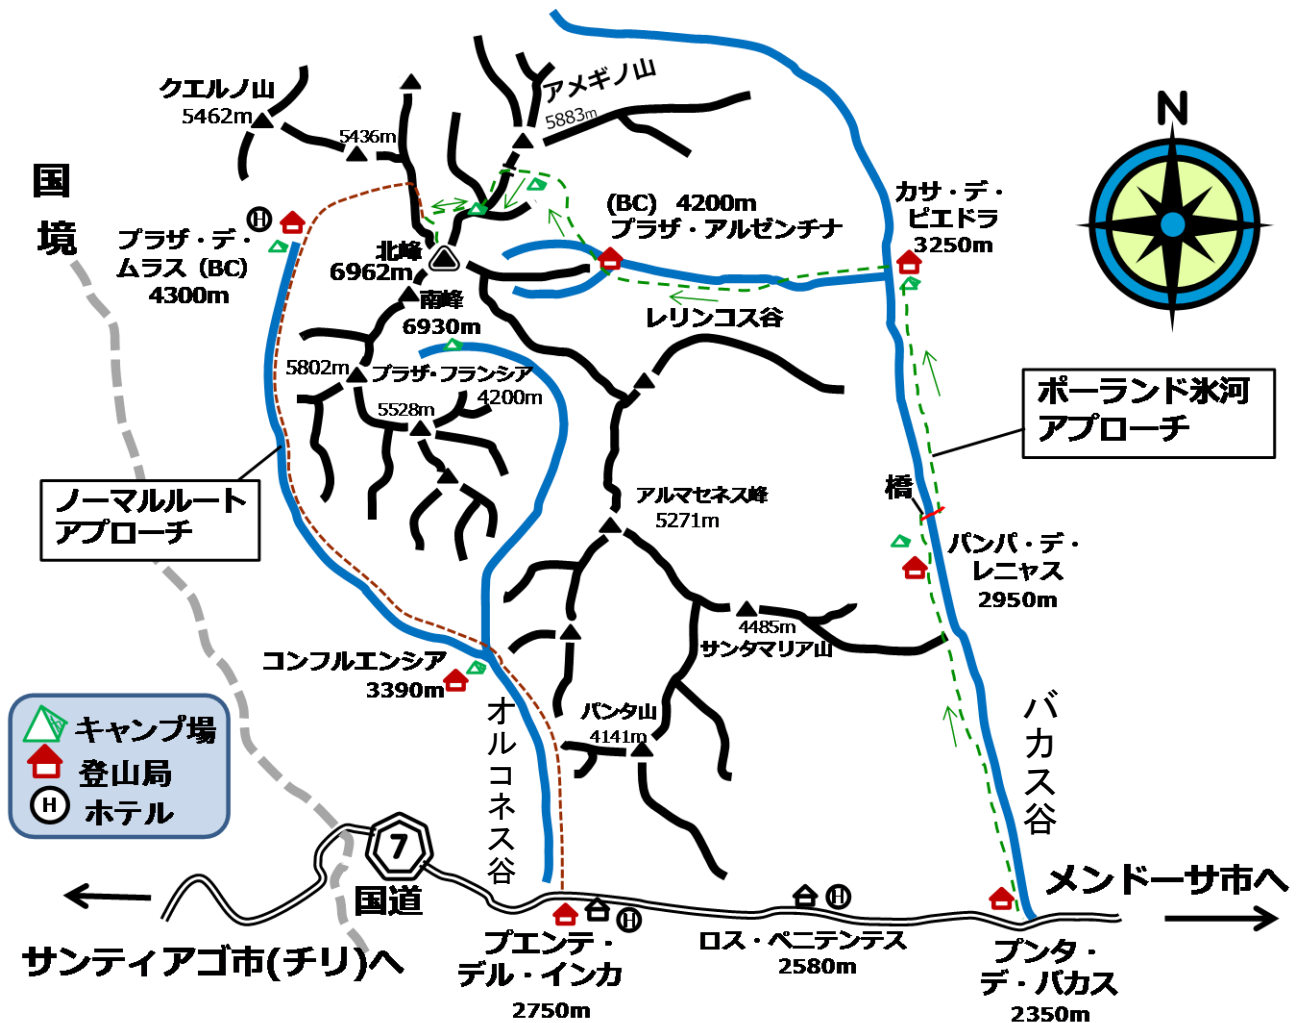 クエルノ山
5462m
5436m
アメギノ山
5883m
N
国
境
H
プラザ・デ・
ムラス（BC）
4300m
北峰
6962m
南峰
6930m
(BC) 4200m
プラザ・アルゼンチナ
カサ・デ・
ピエドラ
3250m
レリンコス谷
5802m
プラザ・フランシア
4200m
5528m
ポーランド氷河
アプローチ
ノーマルルート
アプローチ
アルマセネス峰
5271m
橋
パンパ・デ・
レニャス
2950m
4485m
サンタマリア山
コンフルエンシア
3390m
オルコネス谷
パンタ山
4141m
バカス谷
キャンプ場
登山局
H
ホテル
7
国道
サンティアゴ市(チリ)へ
H
プエンテ・
デル・インカ
2750m
H
ロス・ペニテンテス
2580m
メンドーサ市へ
プンタ・
デ・バカス
2350m